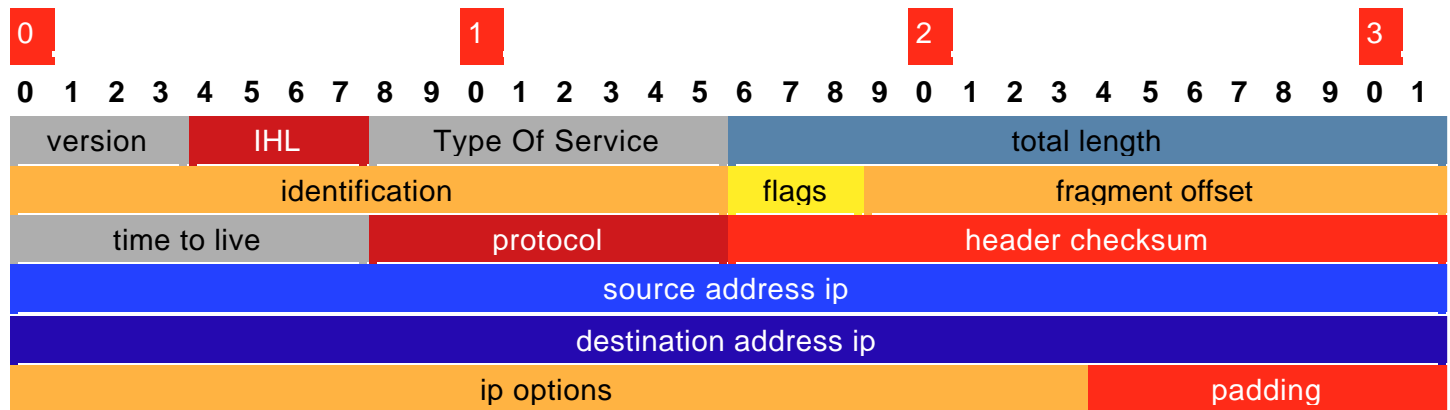 0 1 2 3
0 1 2 3 4 5 6 7 8 9 0 1 2 3 4 5 6 7 8 9 0 1 2 3 4 5 6 7 8 9 0 1
version IHL Type Of Service total length
identification flags fragment offset
time to live protocol header checksum
source address ip
destination address ip
ip options padding